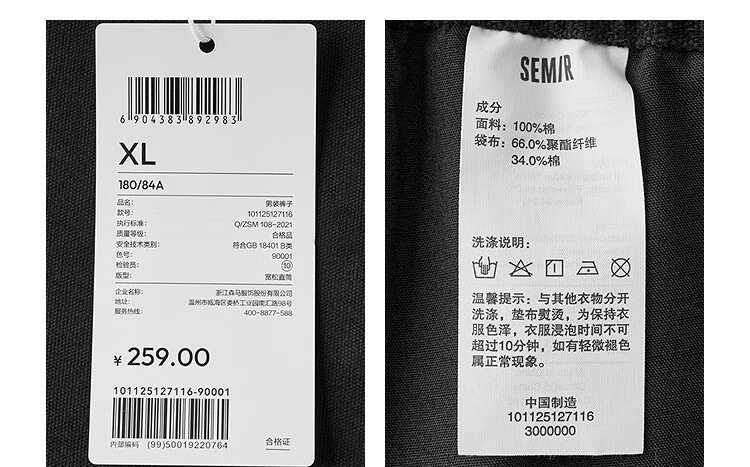 6 904383 892983
XL
180/84A
品名: 男装裤子
款号: 101125127116
执行标准: Q/ZSM 108-2021
质量等级: 合格品
安全技术类别: 符合GB 18401 B类
色号: 90001
检验员: 10
版型: 宽松直筒
企业名称: 浙江森马服饰股份有限公司
地址: 温州市瓯海区娄桥工业园南汇路98号
服务热线: 400-8877-588
¥ 259.00
101125127116-90001
内部编码 (99)50019220764
合格证
SEMIR
成分
面料: 100%棉
袋布: 66.0%聚酯纤维
34.0%棉
洗涤说明:
温馨提示: 与其他衣物分开
洗涤, 垫布熨烫, 为保持衣
服色泽, 衣服浸泡时间不可
超过10分钟, 如有轻微褪色
属正常现象。
中国制造
101125127116
3000000